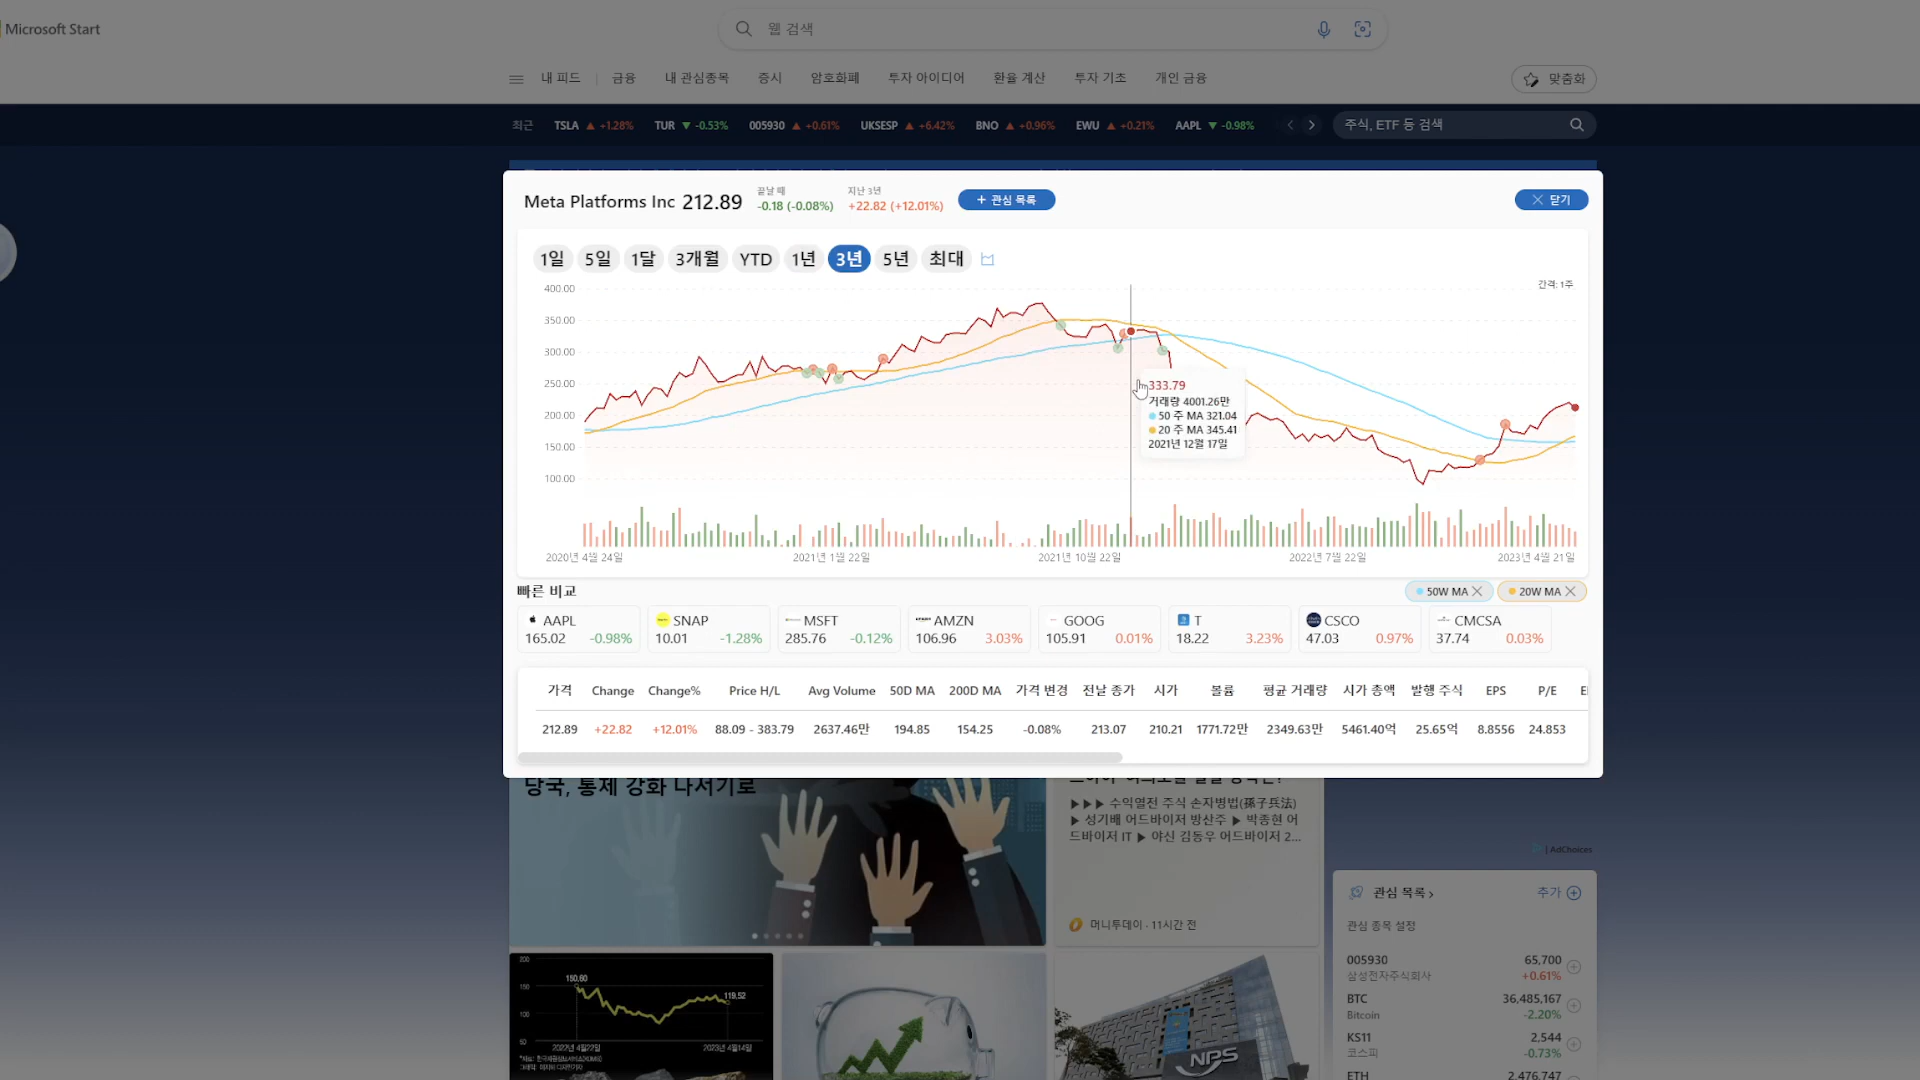 Microsoft Start
웹 검색
내 피드 | 금융 내 관심종목 증시 암호화폐 투자 아이디어 환율 계산 투자 기초 개인 금융
맞춤화
최근 TSLA ▲ +1.28% TUR ▼ -0.53% 005930 ▲ +0.61% UKSESP ▲ +6.42% BNO ▲ +0.96% EWU ▲ +0.21% AAPL ▼ -0.98%
주식, ETF 등 검색
Meta Platforms Inc 212.89
끝날 때
-0.18 (-0.08%)
지난 3년
+22.82 (+12.01%)
+ 관심 목록
닫기
1일 5일 1달 3개월 YTD 1년 3년 5년 최대
간격: 1주
400.00
350.00
300.00
250.00
200.00
150.00
100.00
333.79
거래량 4001.26만
50 주 MA 321.04
20 주 MA 345.41
2021년 12월 17일
2020년 4월 24일 2021년 1월 22일 2021년 10월 22일 2022년 7월 22일 2023년 4월 21일
빠른 비교
50W MA
20W MA
AAPL
165.02 -0.98%
SNAP
10.01 -1.28%
MSFT
285.76 -0.12%
AMZN
106.96 3.03%
GOOG
105.91 0.01%
T
18.22 3.23%
CSCO
47.03 0.97%
CMCSA
37.74 0.03%
가격 Change Change% Price H/L Avg Volume 50D MA 200D MA 가격 변경 전날 종가 시가 볼륨 평균 거래량 시가 총액 발행 주식 EPS P/E
212.89 +22.82 +12.01% 88.09 - 383.79 2637.46만 194.85 154.25 -0.08% 213.07 210.21 1771.72만 2349.63만 5461.40억 25.65억 8.8556 24.853
당국, 통제 강화 나서기로
▶▶▶ 수익열전 주식 손자병법(孫子兵法)
▶ 성기배 어드바이저 방산주 ▶ 박종현 어
드바이저 IT ▶ 야신 김동우 어드바이저 2...
머니투데이 · 11시간 전
AdChoices
관심 목록 ›
추가
관심 종목 설정
005930 65,700
삼성전자주식회사 +0.61%
BTC 36,485,167
Bitcoin -2.20%
KS11 2,544
코스피 -0.73%
ETH 2,476,747
200
150
100
50
150.60
119.52
2022년 4월22일
2023년 4월14일
NPS